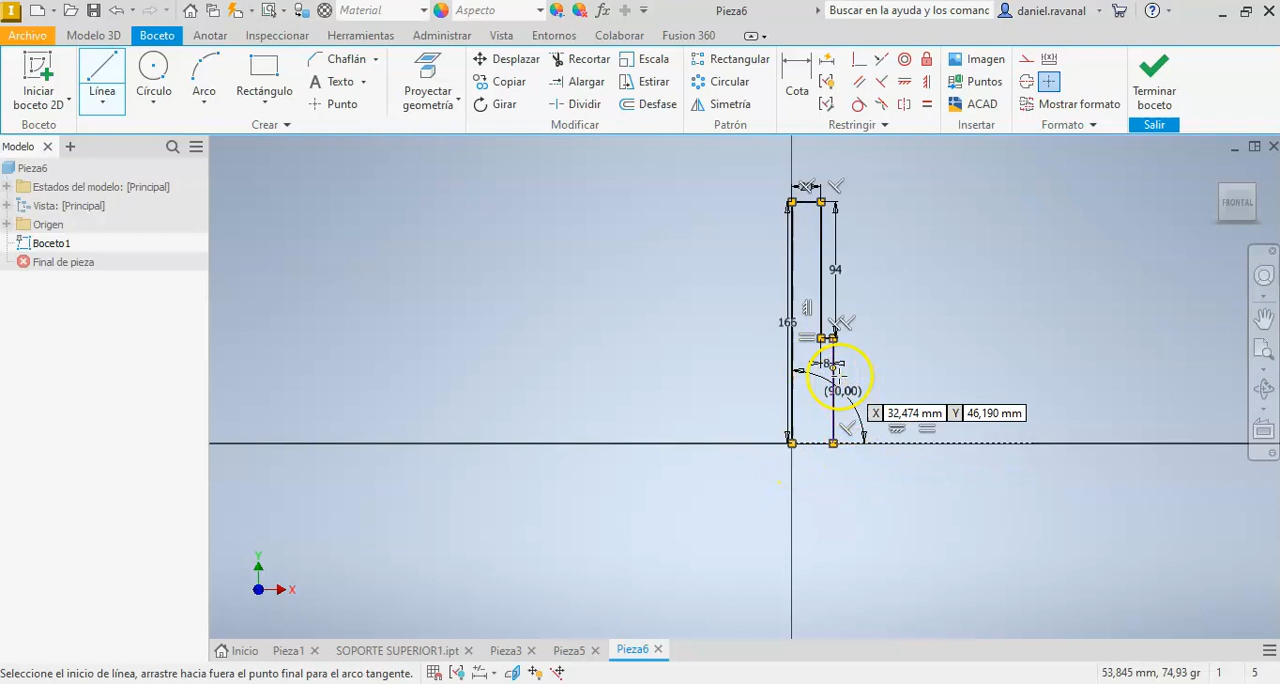 Material
Aspecto
fx
Pieza6
Buscar en la ayuda y los comanc
daniel.ravanal
Archivo
Modelo 3D
Boceto
Anotar
Inspeccionar
Herramientas
Administrar
Vista
Entornos
Colaborar
Fusion 360
Iniciar boceto 2D
Línea
Círculo
Arco
Rectángulo
Chaflán
Texto
Punto
Proyectar geometría
Desplazar
Copiar
Girar
Recortar
Alargar
Dividir
Escala
Estirar
Desfase
Rectangular
Circular
Simetría
Cota
Imagen
Puntos
ACAD
Mostrar formato
Terminar boceto
Boceto
Crear
Modificar
Patrón
Restringir
Insertar
Formato
Salir
Modelo
Pieza6
Estados del modelo: [Principal]
Vista: [Principal]
Origen
Boceto1
Final de pieza
FRONTAL
94
8
(90,00)
X 32,474 mm Y 46,190 mm
Y
X
Inicio
Pieza1
SOPORTE SUPERIOR1.ipt
Pieza3
Pieza5
Pieza6
Seleccione el inicio de línea, arrastre hacia fuera el punto final para el arco tangente.
53,845 mm, 74,93 gr
1
5